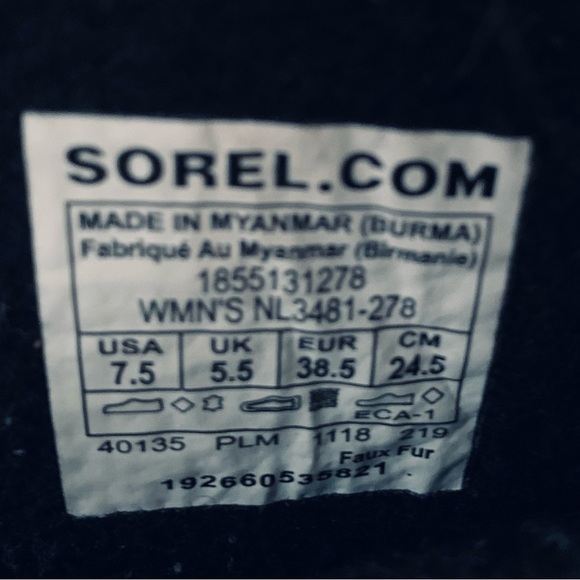 SOREL.COM
MADE IN MYANMAR (BURMA)
Fabriqué Au Myanmar (Birmanie)
1855131278
WMN'S NL3481-278
USA UK EUR CM
7.5 5.5 38.5 24.5
ECA-1
40135 PLM 1118 219
Faux Fur
192660535821